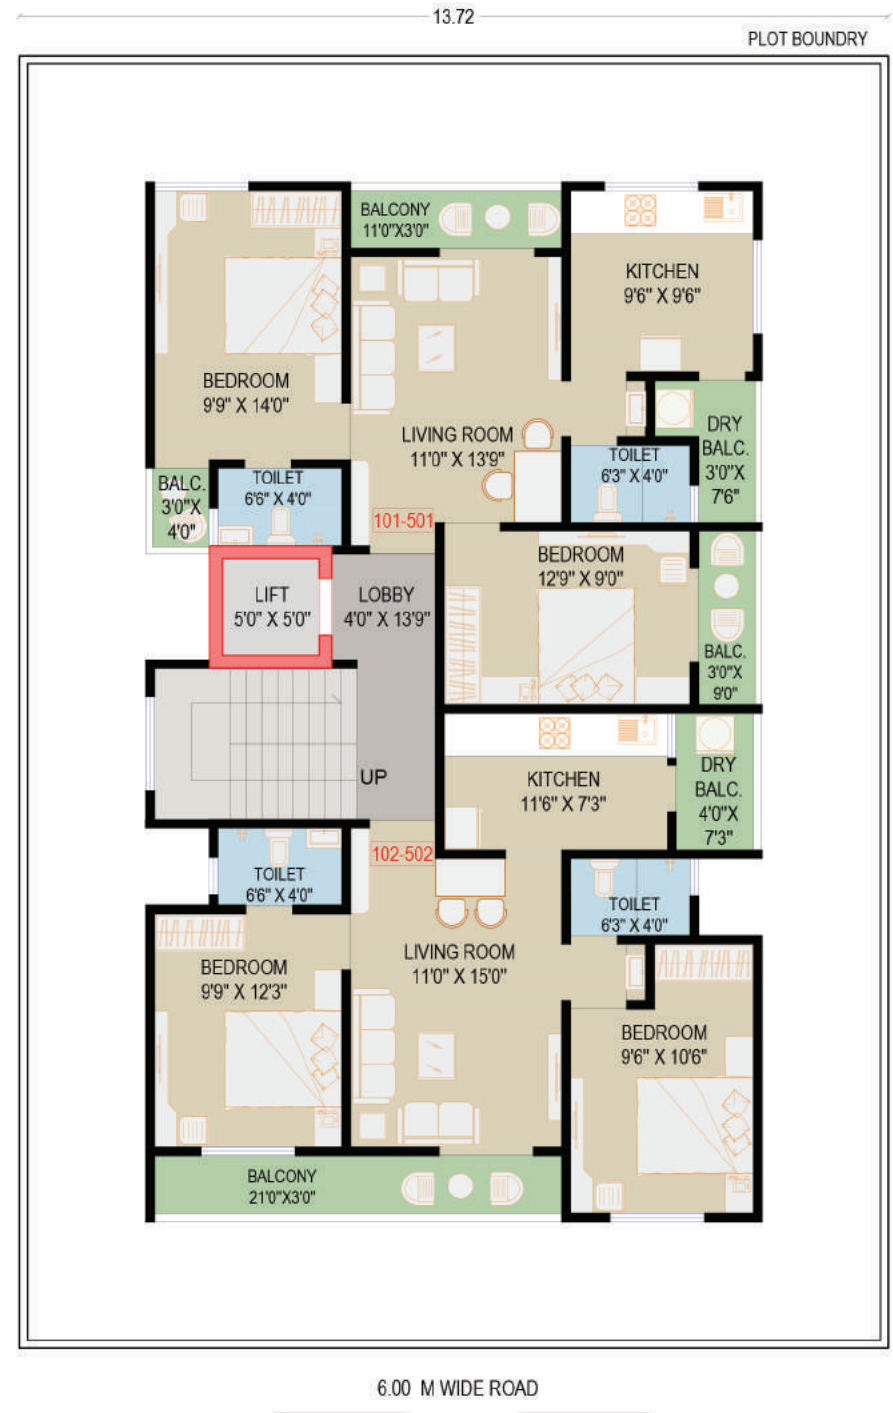 13.72
PLOT BOUNDRY
BALCONY
11'0"X3'0"
KITCHEN
9'6" X 9'6"
BEDROOM
9'9" X 14'0"
LIVING ROOM
11'0" X 13'9"
DRY
BALC.
3'0"X
7'6"
TOILET
6'3" X 4'0"
BALC.
3'0"X
4'0"
TOILET
6'6" X 4'0"
101-501
BEDROOM
12'9" X 9'0"
LIFT
5'0" X 5'0"
LOBBY
4'0" X 13'9"
BALC.
3'0"X
9'0"
UP
KITCHEN
11'6" X 7'3"
DRY
BALC.
4'0"X
7'3"
102-502
TOILET
6'6" X 4'0"
TOILET
6'3" X 4'0"
LIVING ROOM
11'0" X 15'0"
BEDROOM
9'9" X 12'3"
BEDROOM
9'6" X 10'6"
BALCONY
21'0"X3'0"
6.00 M WIDE ROAD